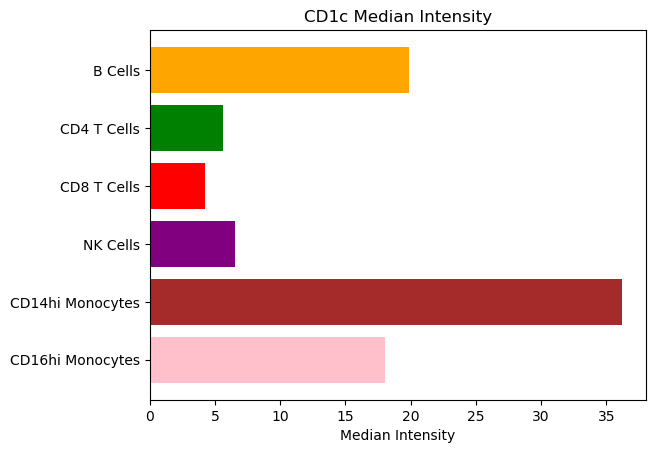 CD1c Median Intensity
B Cells
CD4 T Cells
CD8 T Cells
NK Cells
CD14hi Monocytes
CD16hi Monocytes
0 5 10 15 20 25 30 35
Median Intensity